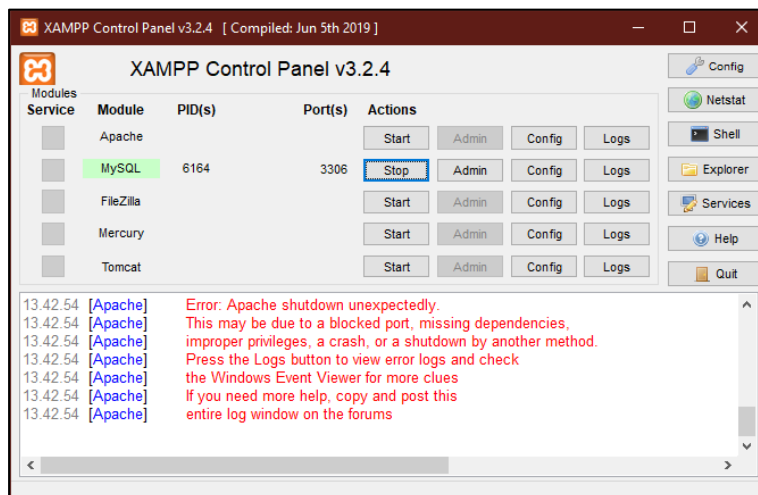 XAMPP Control Panel v3.2.4 [ Compiled: Jun 5th 2019 ]
XAMPP Control Panel v3.2.4
Config
Modules
Netstat
Service Module PID(s) Port(s) Actions
Apache Start Admin Config Logs
Shell
MySQL 6164 3306 Stop Admin Config Logs
Explorer
FileZilla Start Admin Config Logs
Services
Mercury Start Admin Config Logs
Help
Tomcat Start Admin Config Logs
Quit
13.42.54 [Apache] Error: Apache shutdown unexpectedly.
13.42.54 [Apache] This may be due to a blocked port, missing dependencies,
13.42.54 [Apache] improper privileges, a crash, or a shutdown by another method.
13.42.54 [Apache] Press the Logs button to view error logs and check
13.42.54 [Apache] the Windows Event Viewer for more clues
13.42.54 [Apache] If you need more help, copy and post this
13.42.54 [Apache] entire log window on the forums